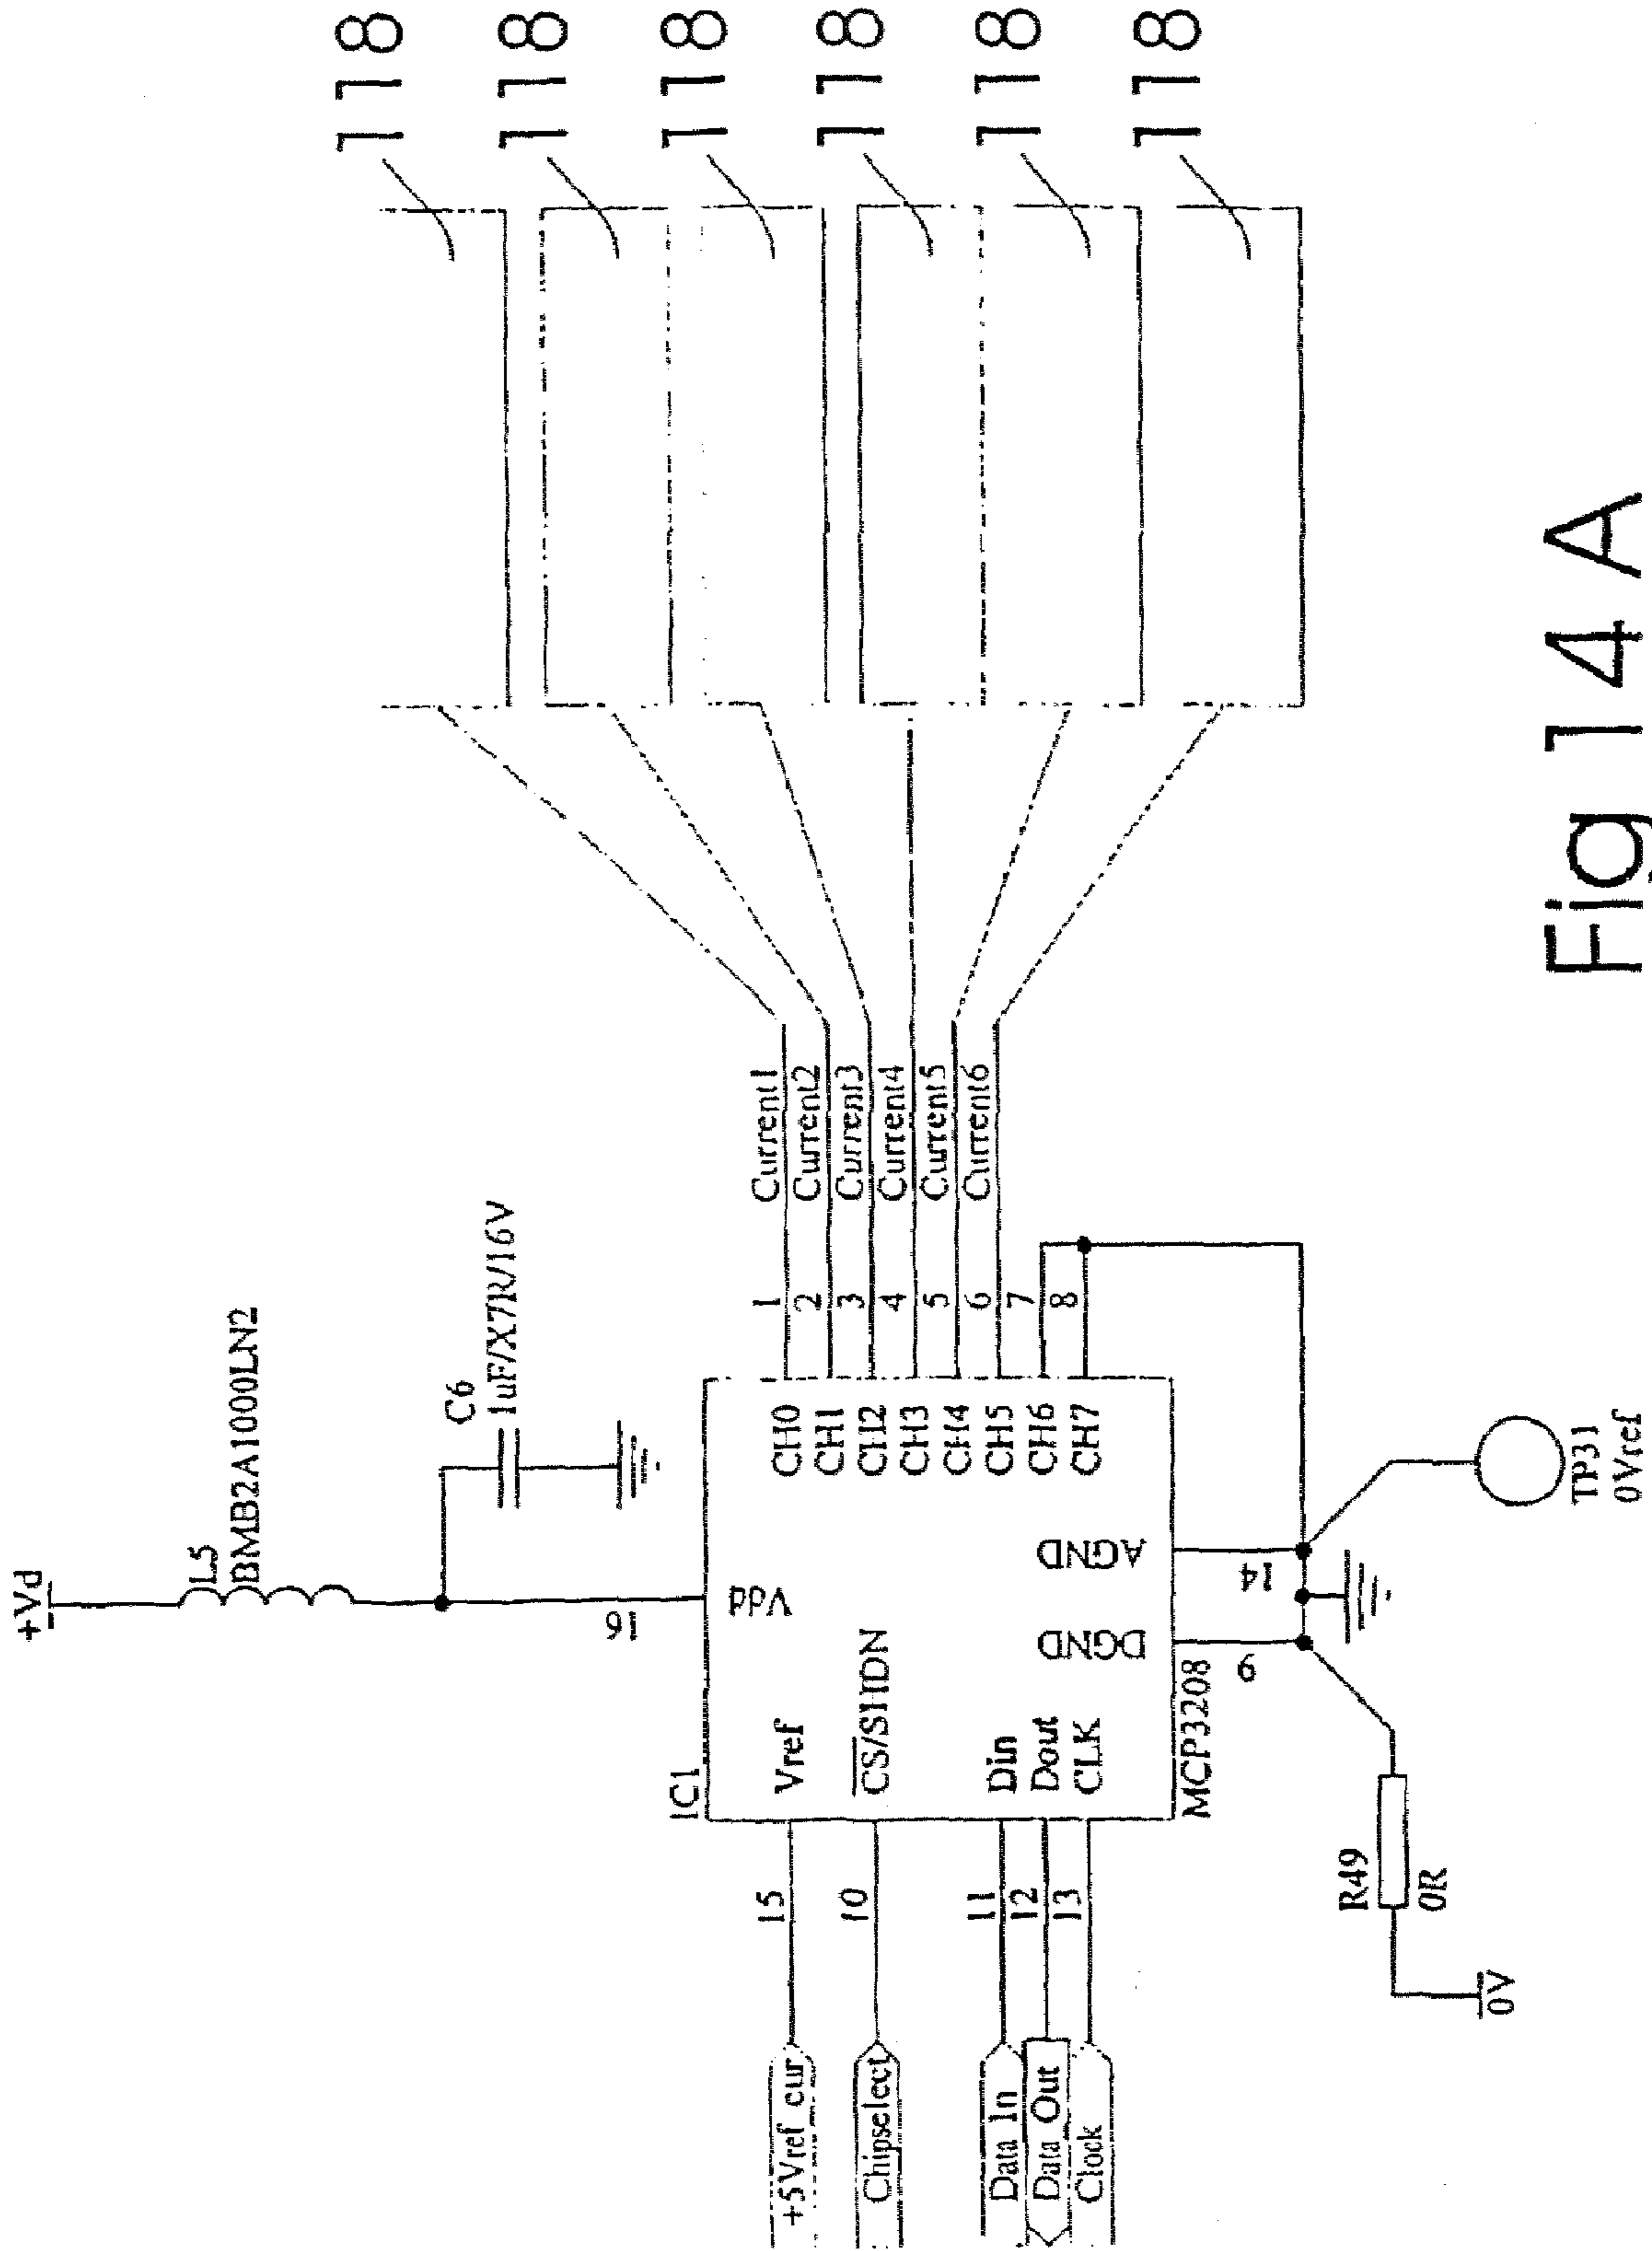 +Vd
L5
BMB2A1000LN2
C6
1uF/X7R/16V
16
Vdd
IC1
Vref
CS/SHDN
Din
Dout
CLK
DGND
AGND
MCP3208
CH0
CH1
CH2
CH3
CH4
CH5
CH6
CH7
1
2
3
4
5
6
7
8
Current1
Current2
Current3
Current4
Current5
Current6
118
118
118
118
118
118
+5Vref cur
15
Chipselect
10
Data In
11
Data Out
12
Clock
13
9
14
R49
0R
0V
TP31
0Vref
Fig 14 A